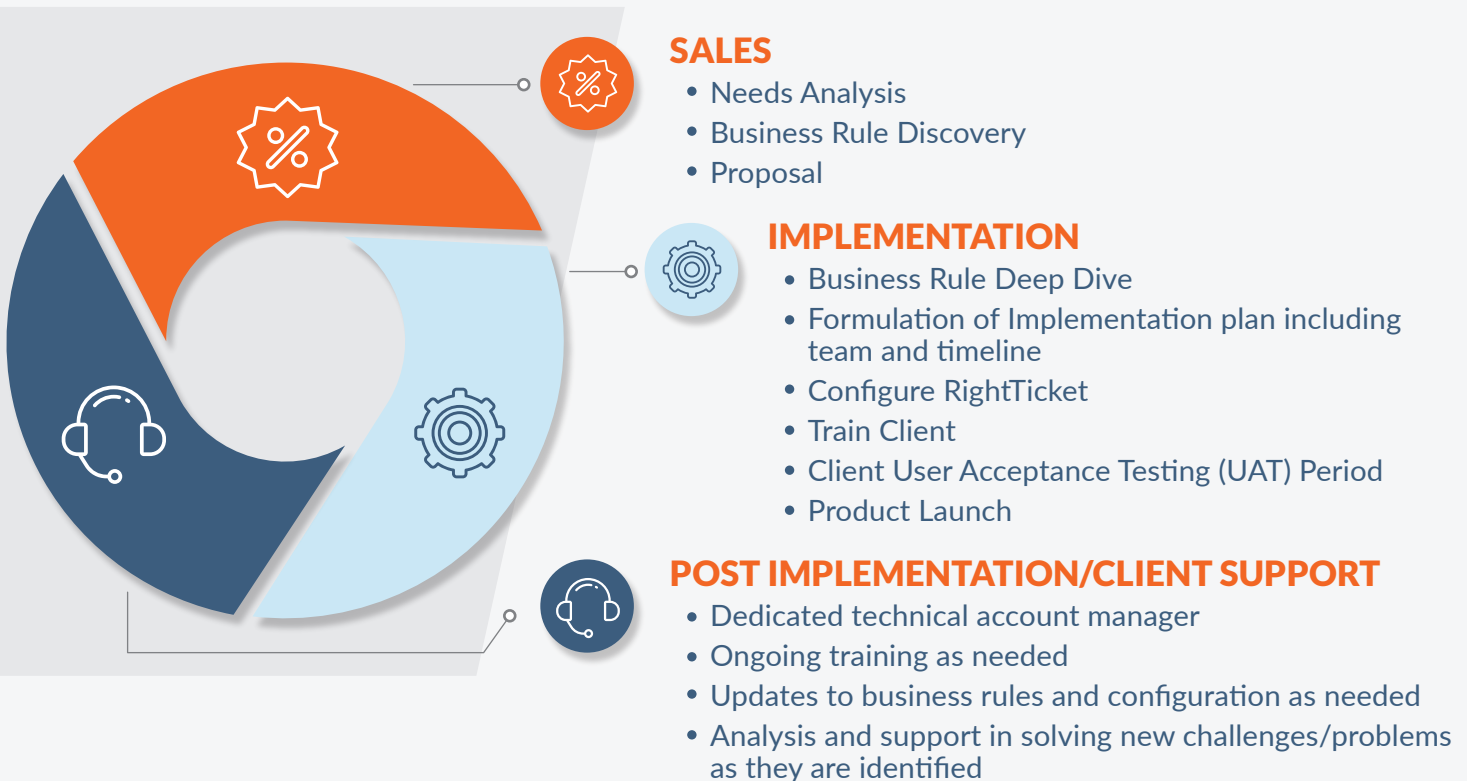 SALES
• Needs Analysis
• Business Rule Discovery
• Proposal
IMPLEMENTATION
• Business Rule Deep Dive
• Formulation of Implementation plan including
team and timeline
• Configure RightTicket
• Train Client
• Client User Acceptance Testing (UAT) Period
• Product Launch
POST IMPLEMENTATION/CLIENT SUPPORT
• Dedicated technical account manager
• Ongoing training as needed
• Updates to business rules and configuration as needed
• Analysis and support in solving new challenges/problems
as they are identified